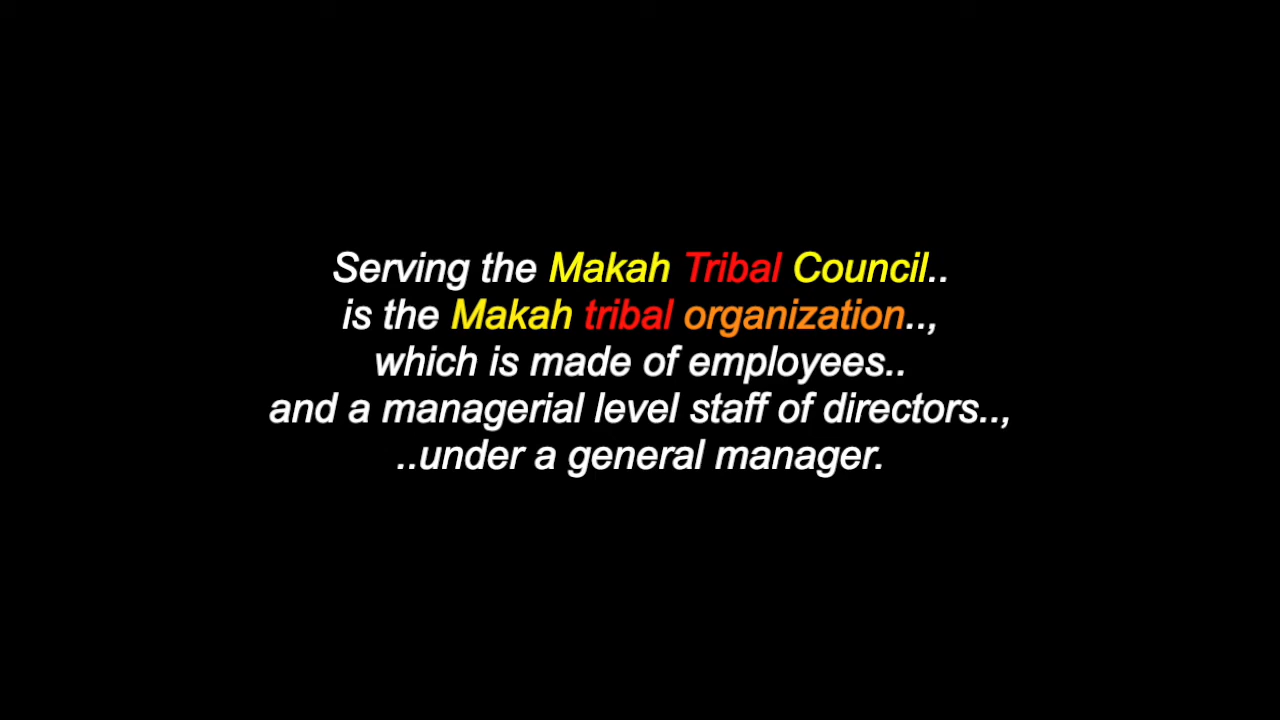 Serving the Makah Tribal Council..
is the Makah tribal organization..,
which is made of employees..
and a managerial level staff of directors..,
..under a general manager.